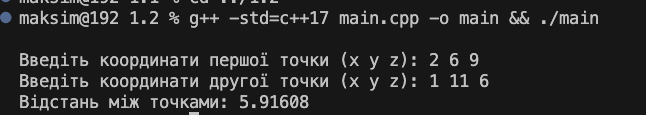 maksim@192 1.2 % g++ -std=c++17 main.cpp -o main && ./main
Введіть координати першої точки (x y z): 2 6 9
Введіть координати другої точки (x y z): 1 11 6
Відстань між точками: 5.91608